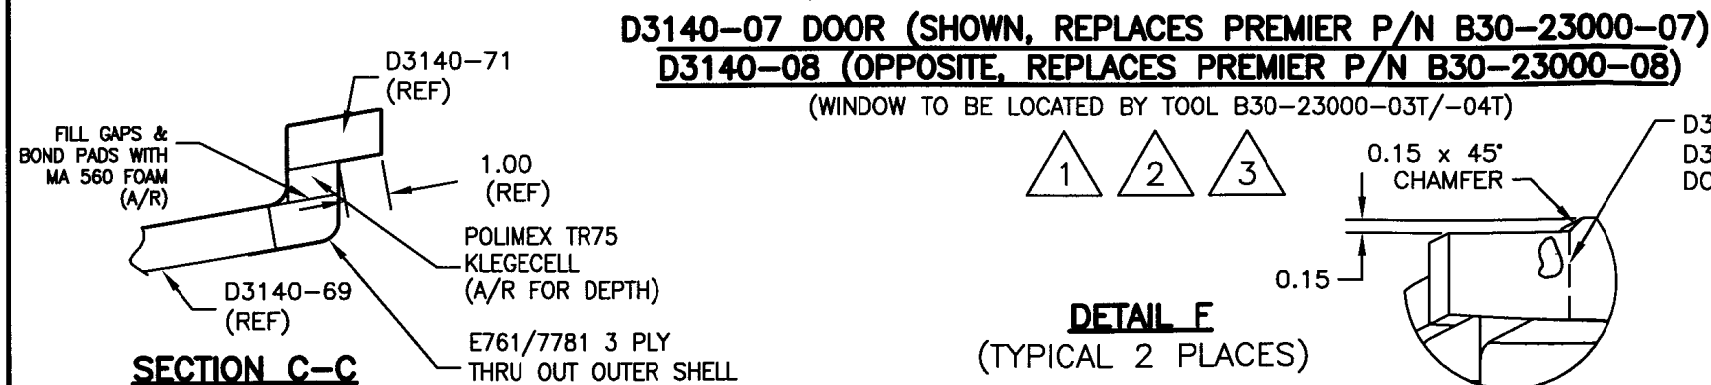 D3140-07 DOOR (SHOWN, REPLACES PREMIER P/N B30-23000-07)
D3140-08 (OPPOSITE, REPLACES PREMIER P/N B30-23000-08)
(WINDOW TO BE LOCATED BY TOOL B30-23000-03T/-04T)
1 2 3
D3140-71
(REF)
FILL GAPS &
BOND PADS WITH
MA 560 FOAM
(A/R)
1.00
(REF)
POLIMEX TR75
KLEGECELL
(A/R FOR DEPTH)
D3140-69
(REF)
E761/7781 3 PLY
THRU OUT OUTER SHELL
SECTION C-C
0.15 x 45°
CHAMFER
0.15
DETAIL F
(TYPICAL 2 PLACES)